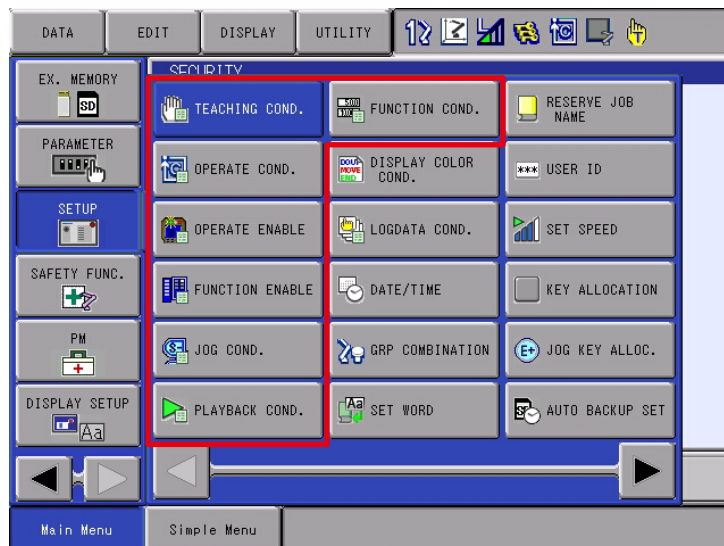 DATA
EDIT
DISPLAY
UTILITY
EX. MEMORY
SD
SECURITY
TEACHING COND.
FUNCTION COND.
RESERVE JOB
NAME
PARAMETER
OPERATE COND.
DISPLAY COLOR
COND.
*** USER ID
SETUP
OPERATE ENABLE
LOGDATA COND.
SET SPEED
SAFETY FUNC.
FUNCTION ENABLE
DATE/TIME
KEY ALLOCATION
PM
JOG COND.
GRP COMBINATION
E+ JOG KEY ALLOC.
DISPLAY SETUP
Aa
PLAYBACK COND.
Aa SET WORD
AUTO BACKUP SET
Main Menu
Simple Menu